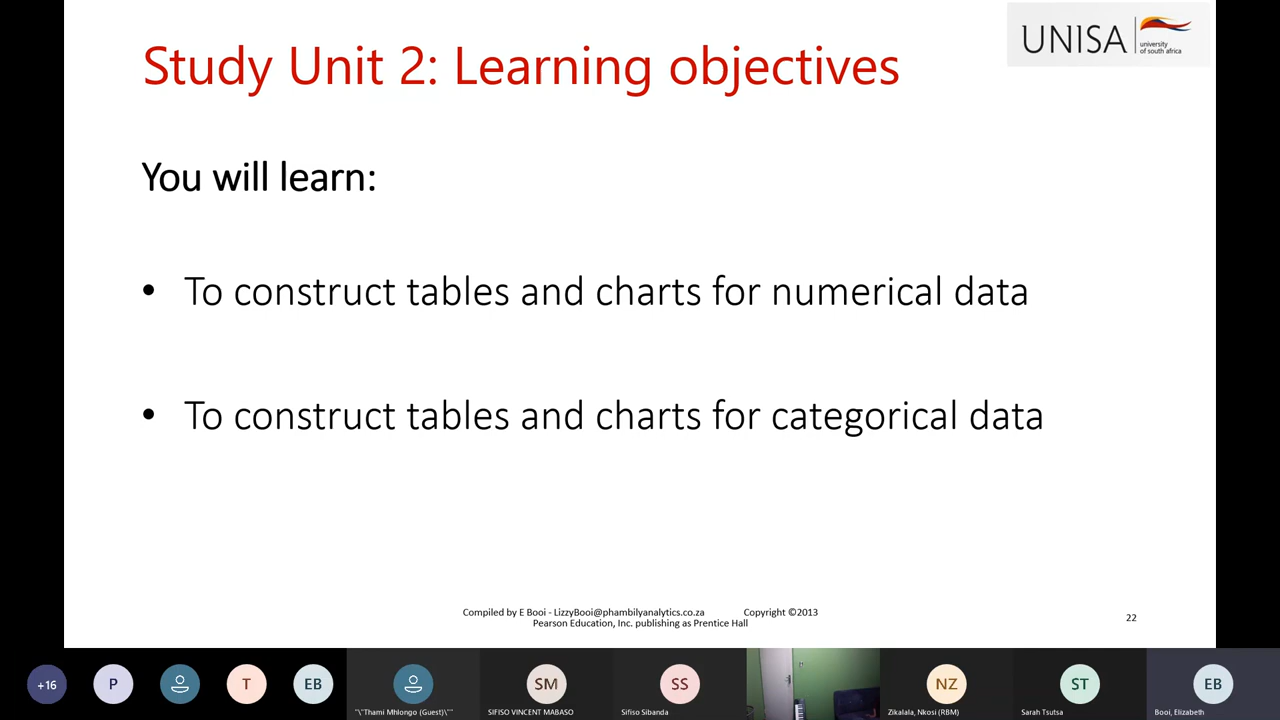 UNISA
university
of south africa
Study Unit 2: Learning objectives
You will learn:
• To construct tables and charts for numerical data
• To construct tables and charts for categorical data
Compiled by E Booi - LizzyBooi@phambilyanalytics.co.za Copyright ©2013
Pearson Education, Inc. publishing as Prentice Hall
22
+16
P
T
EB
"\"Thami Mhlongo (Guest)\""
SM
SIFISO VINCENT MABASO
SS
Sifiso Sibanda
NZ
Zikalala, Nkosi (RBM)
ST
Sarah Tsutsa
EB
Booi, Elizabeth